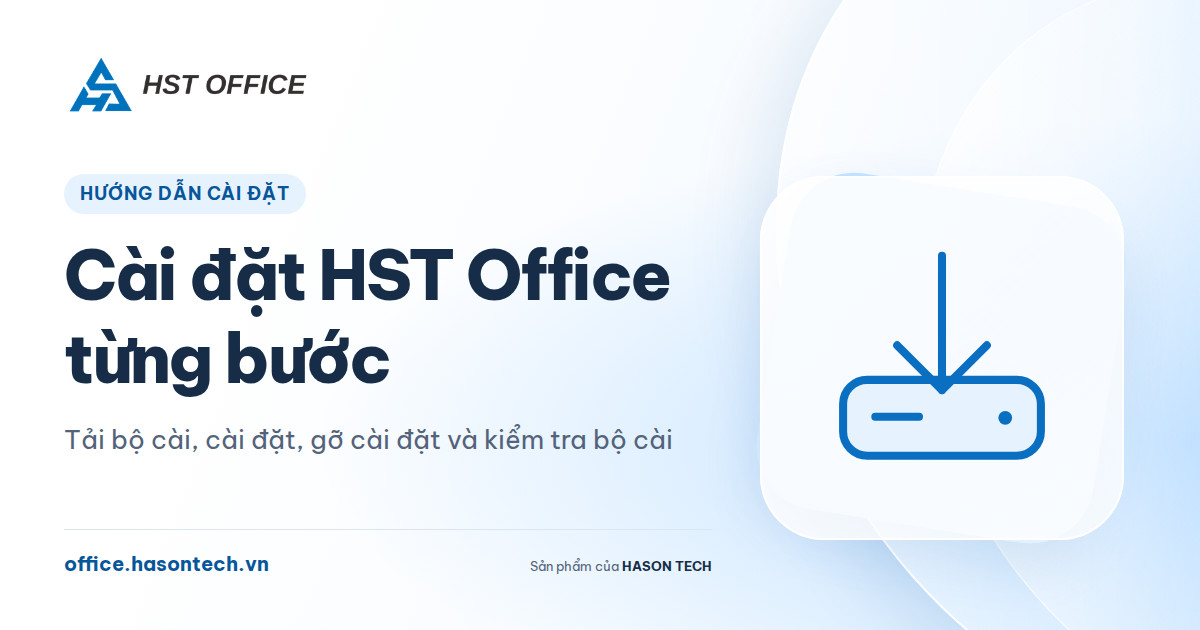 HST OFFICE
HƯỚNG DẪN CÀI ĐẶT
Cài đặt HST Office
từng bước
Tải bộ cài, cài đặt, gỡ cài đặt và kiểm tra bộ cài
office.hasontech.vn
Sản phẩm của HASON TECH